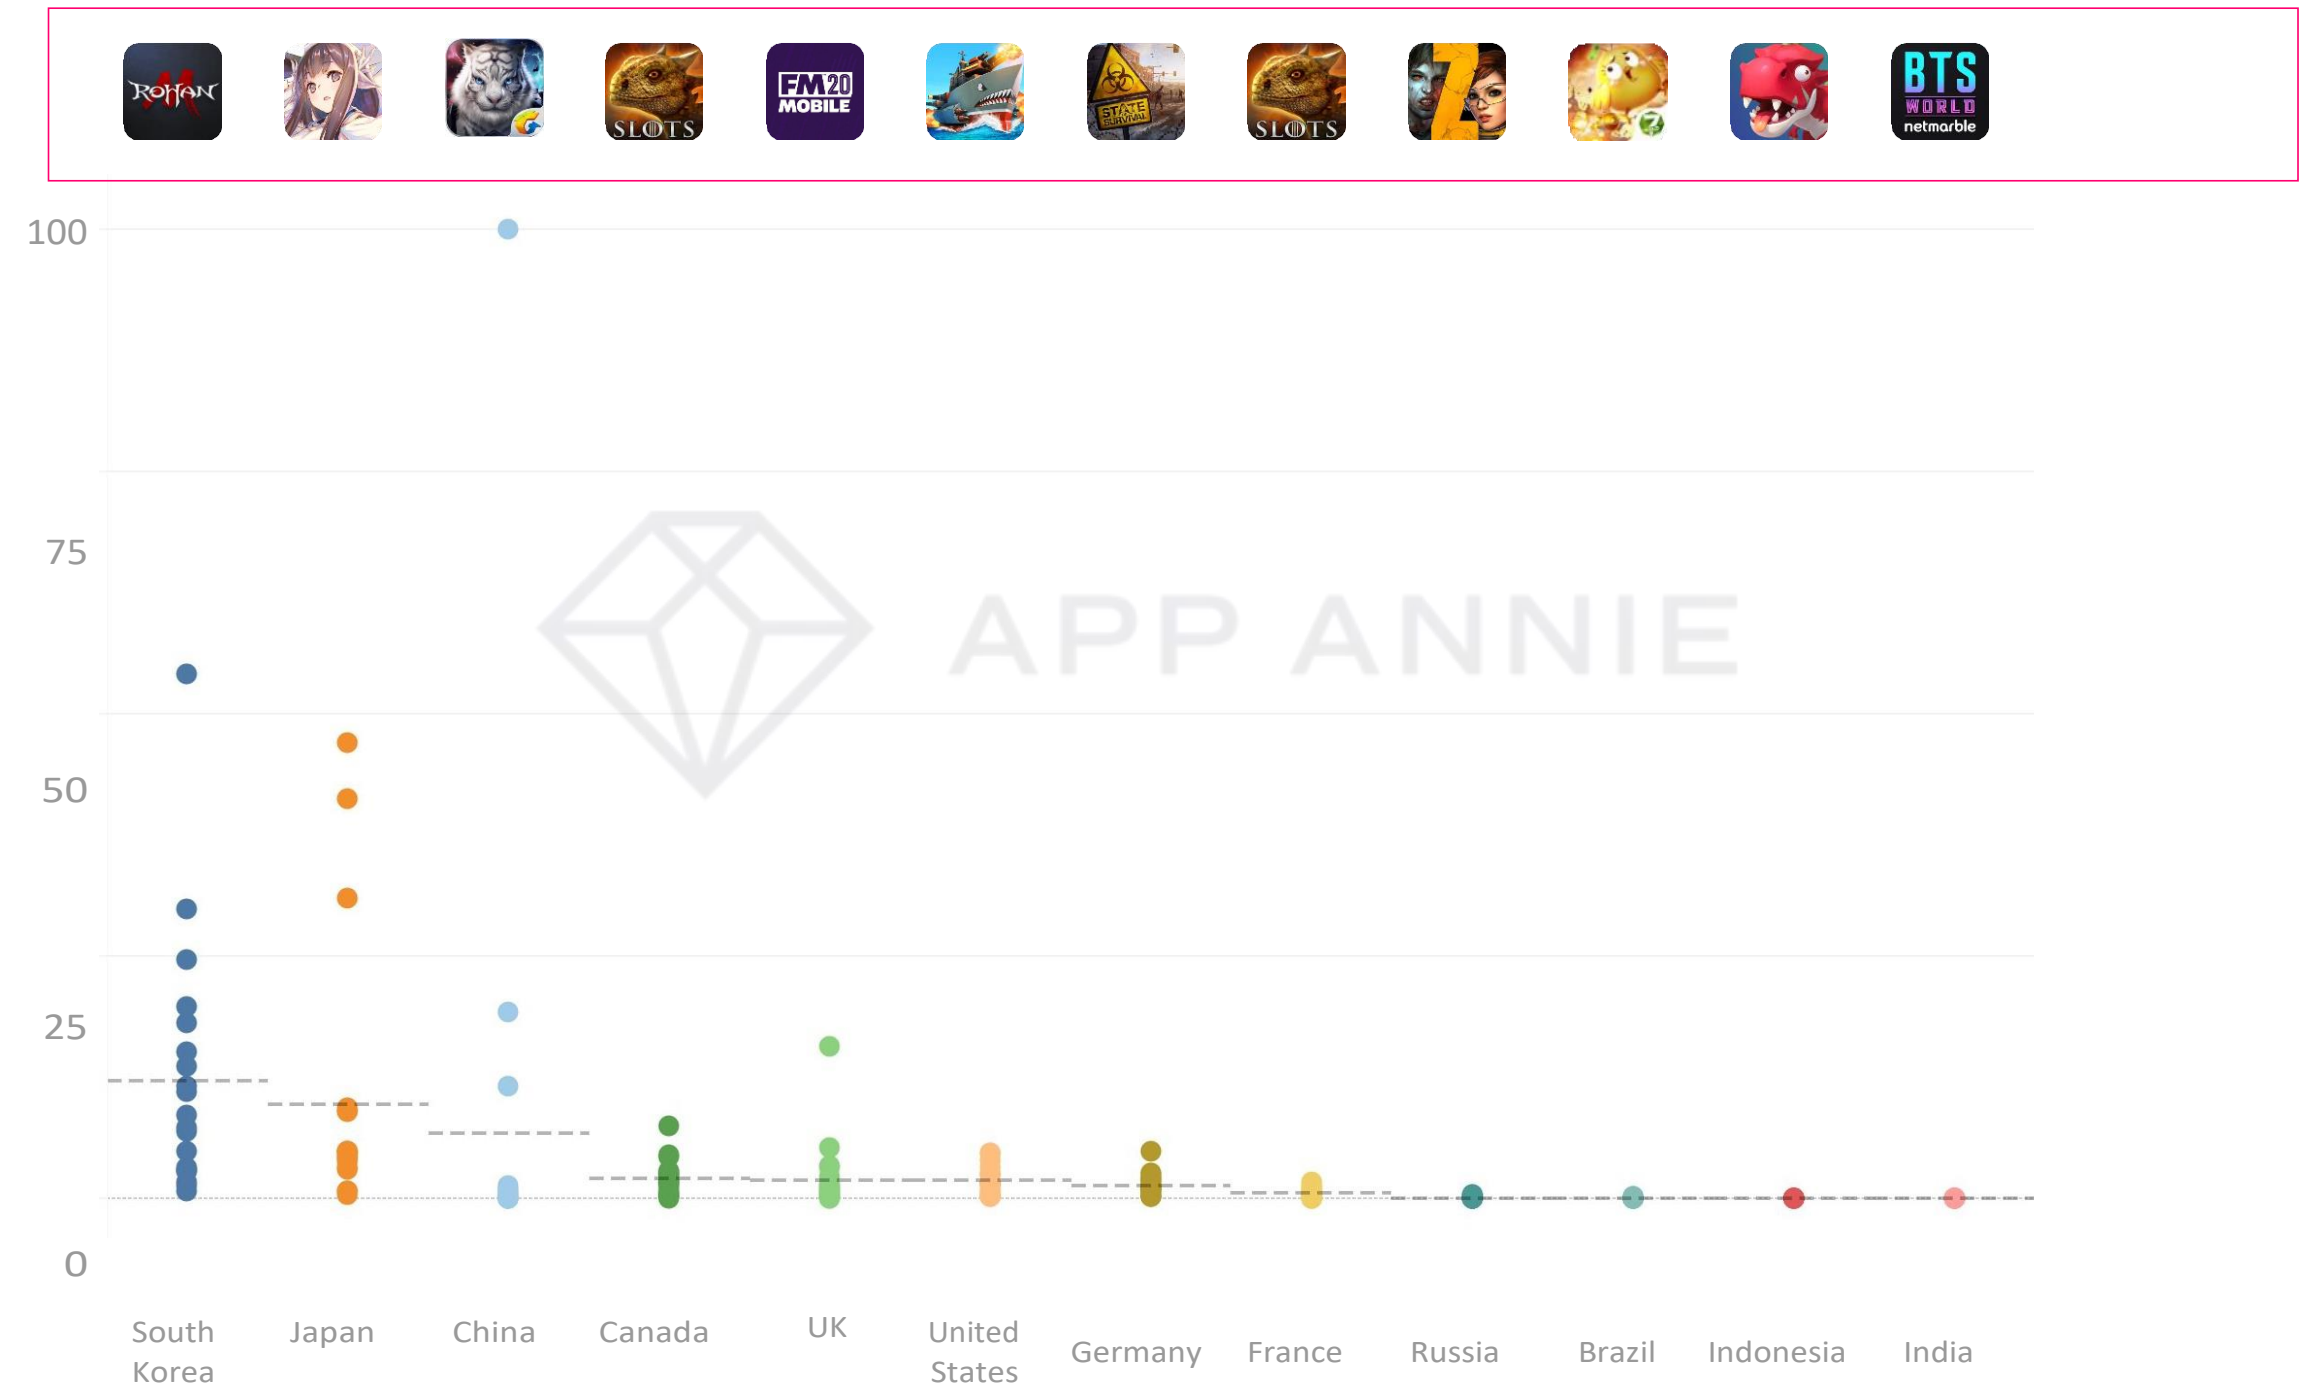 ROHAN
SLOTS
FM20
MOBILE
STATE
SURVIVAL
SLOTS
Z
7
BTS
WORLD
netmarble
100
75
APP ANNIE
50
25
0
South
Korea
Japan
China
Canada
UK
United
States
Germany
France
Russia
Brazil
Indonesia
India